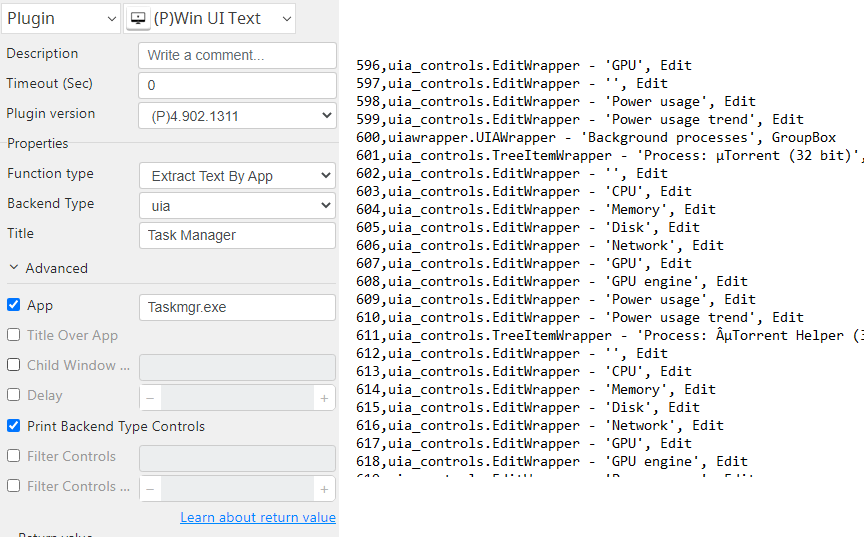 Plugin
(P)Win UI Text
Description
Write a comment...
Timeout (Sec)
0
Plugin version
(P)4.902.1311
Properties
Function type
Extract Text By App
Backend Type
uia
Title
Task Manager
Advanced
App
Taskmgr.exe
Title Over App
Child Window ...
Delay
− +
Print Backend Type Controls
Filter Controls
Filter Controls ...
− +
Learn about return value
Return value
596,uia_controls.EditWrapper - 'GPU', Edit
597,uia_controls.EditWrapper - '', Edit
598,uia_controls.EditWrapper - 'Power usage', Edit
599,uia_controls.EditWrapper - 'Power usage trend', Edit
600,uiawrapper.UIAWrapper - 'Background processes', GroupBox
601,uia_controls.TreeItemWrapper - 'Process: µTorrent (32 bit)',
602,uia_controls.EditWrapper - '', Edit
603,uia_controls.EditWrapper - 'CPU', Edit
604,uia_controls.EditWrapper - 'Memory', Edit
605,uia_controls.EditWrapper - 'Disk', Edit
606,uia_controls.EditWrapper - 'Network', Edit
607,uia_controls.EditWrapper - 'GPU', Edit
608,uia_controls.EditWrapper - 'GPU engine', Edit
609,uia_controls.EditWrapper - 'Power usage', Edit
610,uia_controls.EditWrapper - 'Power usage trend', Edit
611,uia_controls.TreeItemWrapper - 'Process: ÂµTorrent Helper (3
612,uia_controls.EditWrapper - '', Edit
613,uia_controls.EditWrapper - 'CPU', Edit
614,uia_controls.EditWrapper - 'Memory', Edit
615,uia_controls.EditWrapper - 'Disk', Edit
616,uia_controls.EditWrapper - 'Network', Edit
617,uia_controls.EditWrapper - 'GPU', Edit
618,uia_controls.EditWrapper - 'GPU engine', Edit